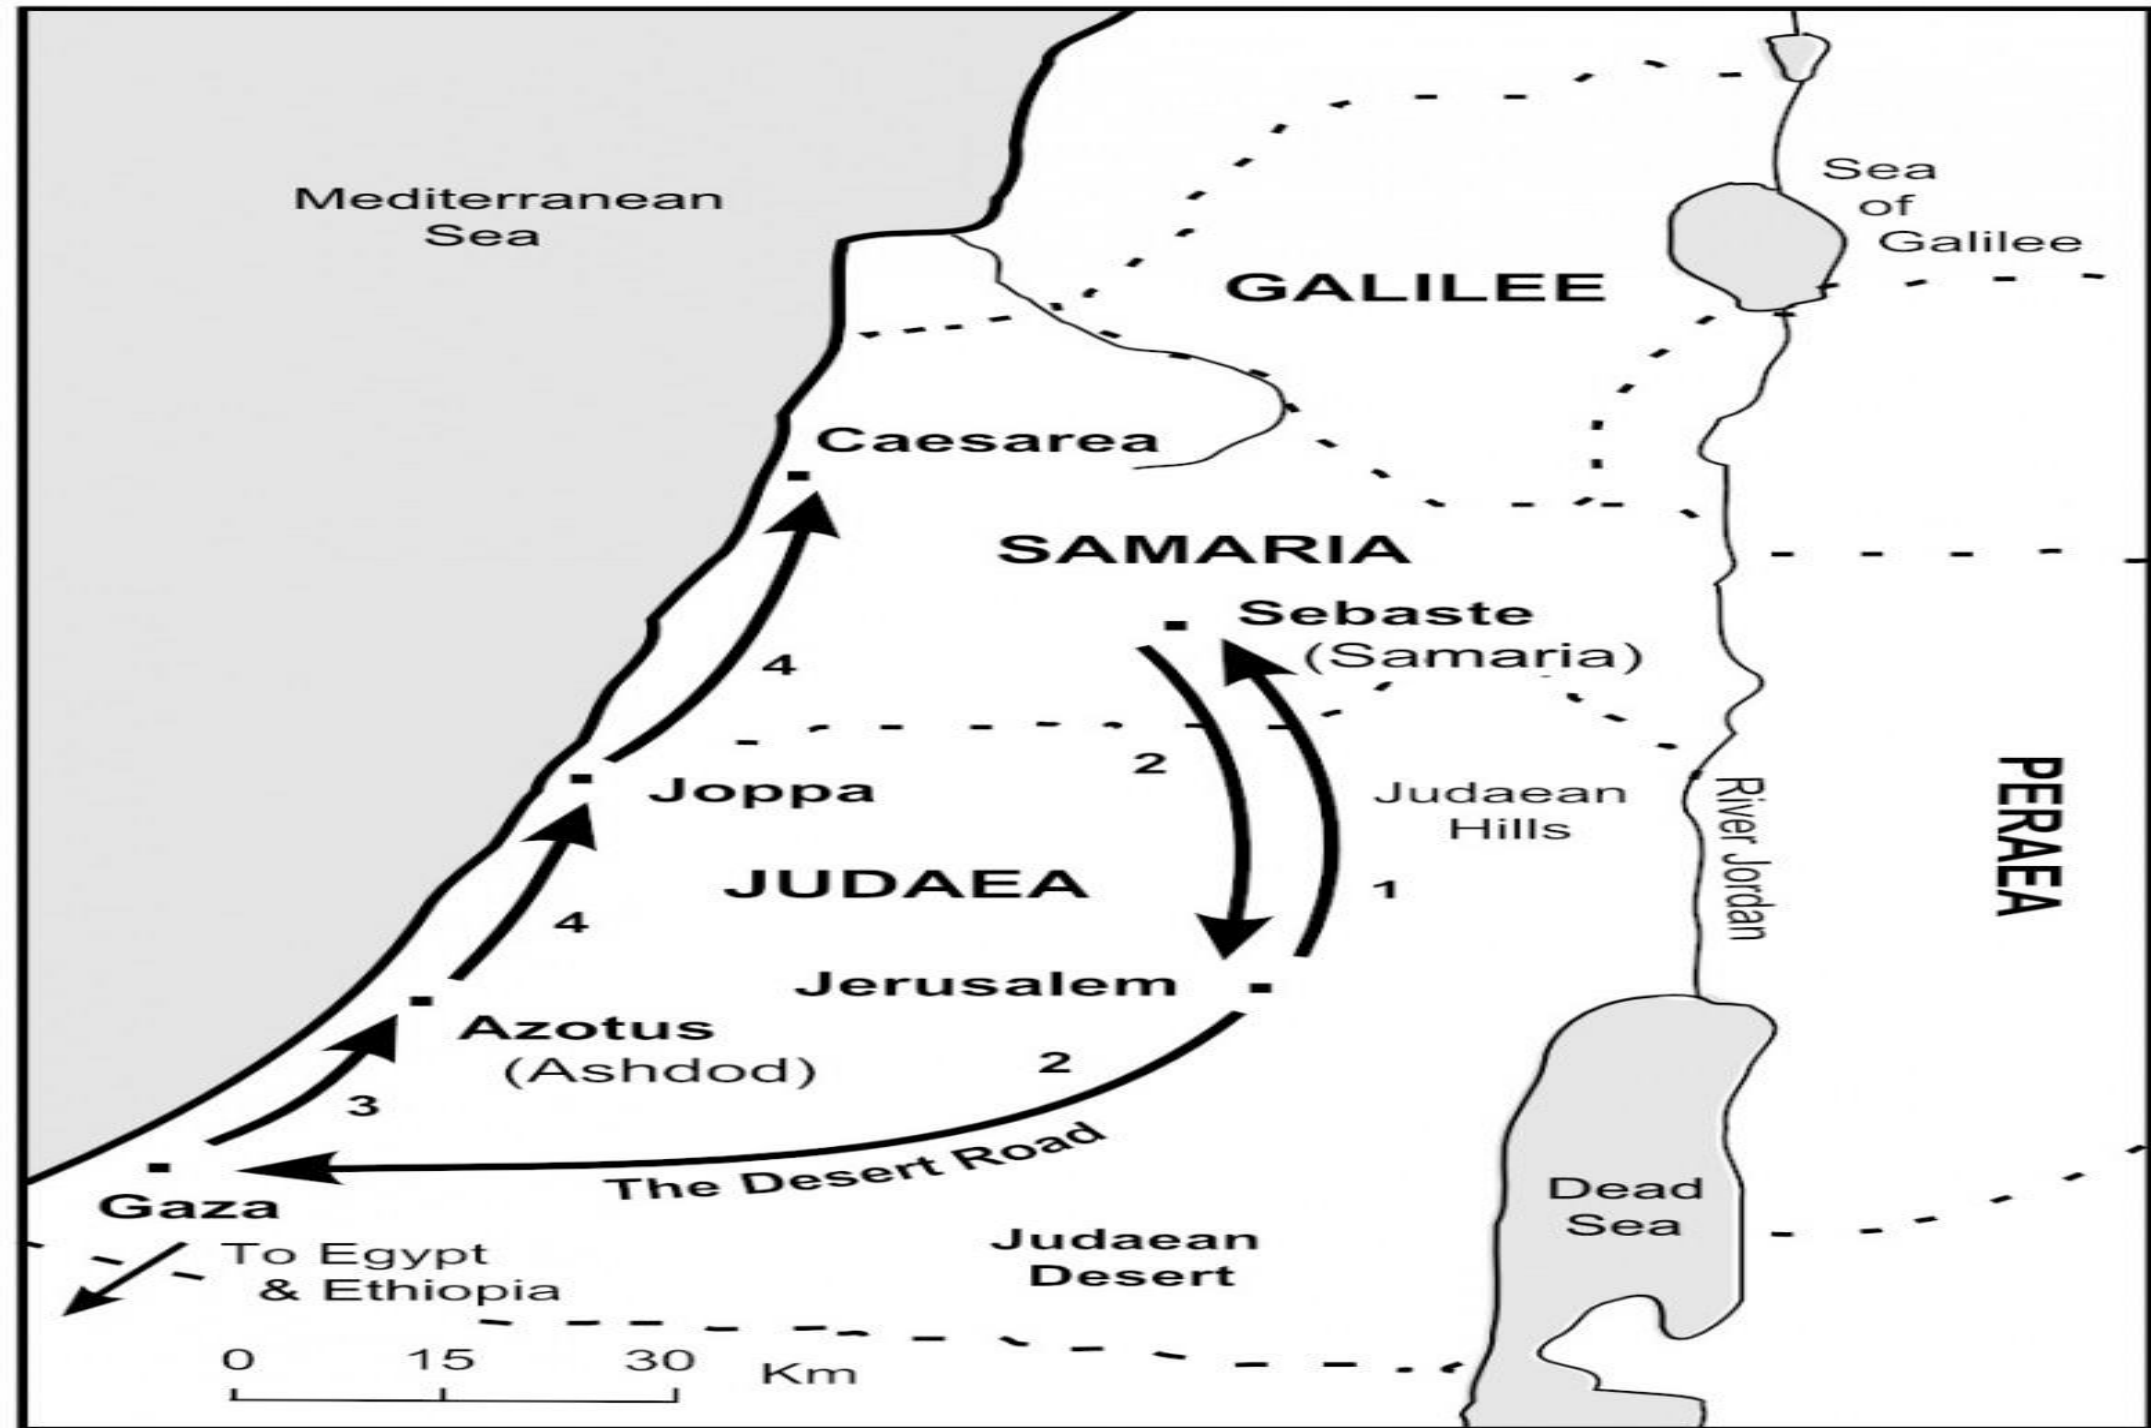 Mediterranean
Sea
Sea
of
Galilee
GALILEE
Caesarea
SAMARIA
Sebaste
(Samaria)
4
2
Joppa
Judaean
Hills
River Jordan
PERAEA
JUDAEA
1
4
Jerusalem
Azotus
(Ashdod)
2
3
The Desert Road
Gaza
Dead
Sea
To Egypt
& Ethiopia
Judaean
Desert
0 15 30 Km